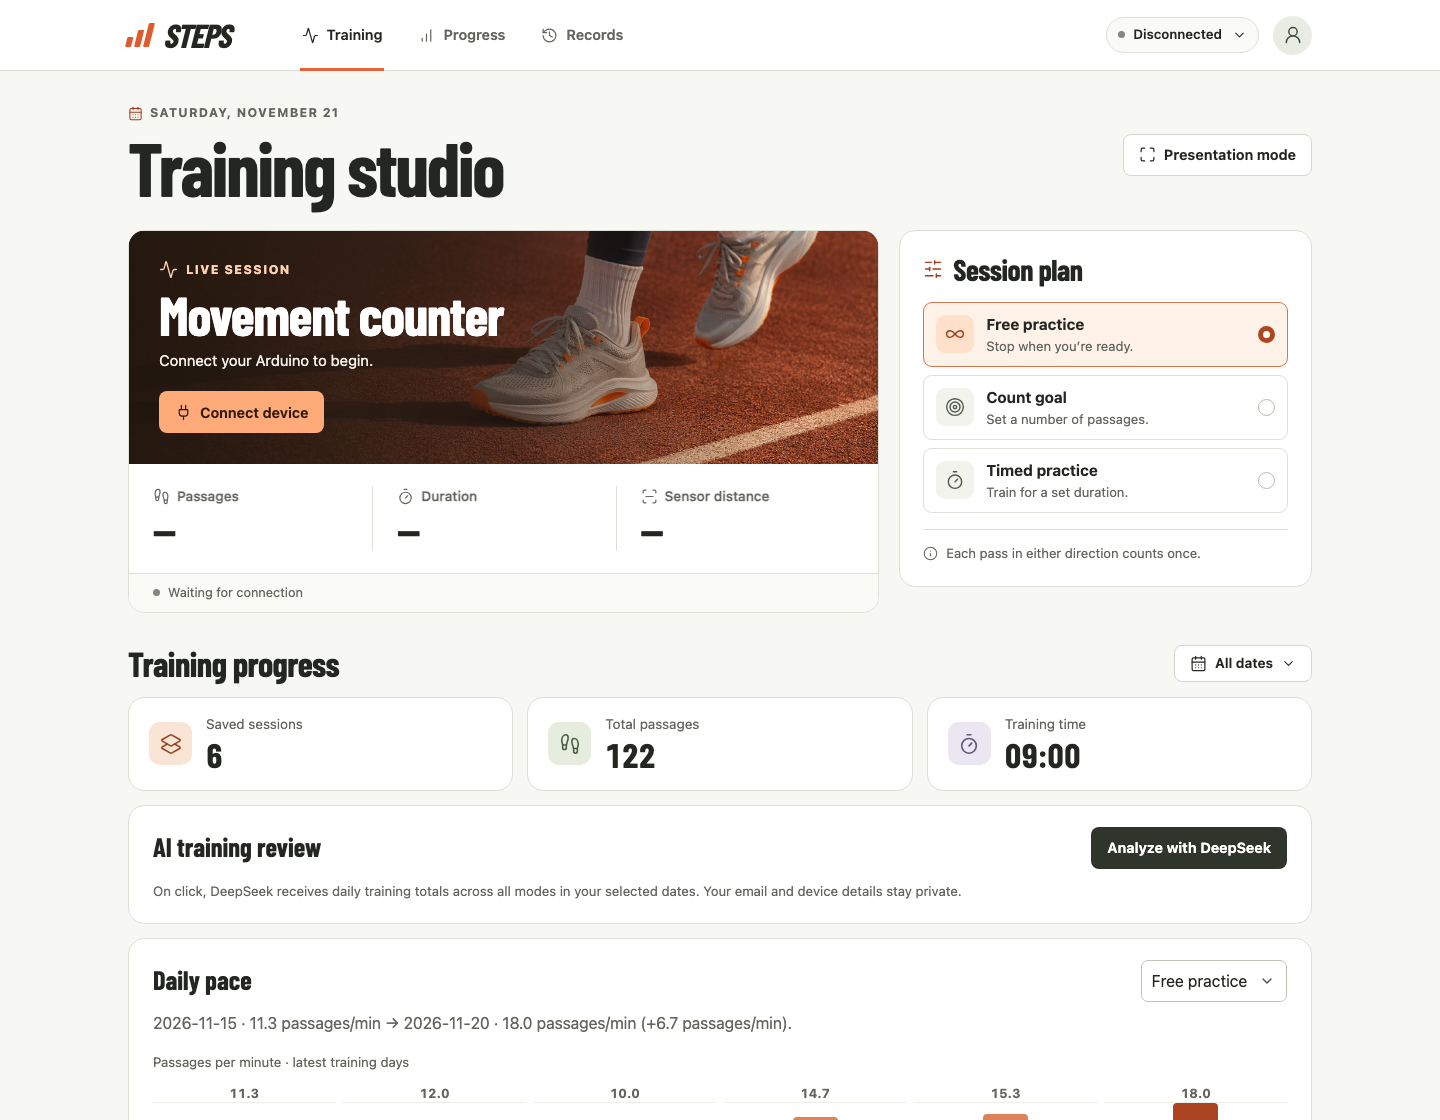 STEPS
Training
Progress
Records
Disconnected
SATURDAY, NOVEMBER 21
Training studio
Presentation mode
LIVE SESSION
Movement counter
Connect your Arduino to begin.
Connect device
Passages
Duration
Sensor distance
—
—
—
Waiting for connection
Session plan
Free practice
Stop when you're ready.
Count goal
Set a number of passages.
Timed practice
Train for a set duration.
Each pass in either direction counts once.
Training progress
All dates
Saved sessions
6
Total passages
122
Training time
09:00
AI training review
Analyze with DeepSeek
On click, DeepSeek receives daily training totals across all modes in your selected dates. Your email and device details stay private.
Daily pace
Free practice
2026-11-15 · 11.3 passages/min → 2026-11-20 · 18.0 passages/min (+6.7 passages/min).
Passages per minute · latest training days
11.3
12.0
10.0
14.7
15.3
18.0